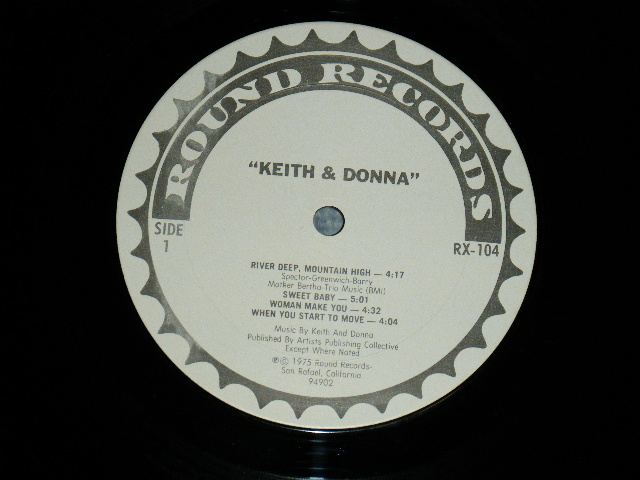 ROUND RECORDS
"KEITH & DONNA"
SIDE
1
RX-104
RIVER DEEP, MOUNTAIN HIGH — 4:17
Spector-Greenwich-Barry
Mother Bertha-Trio Music (BMI)
SWEET BABY — 5:01
WOMAN MAKE YOU — 4:32
WHEN YOU START TO MOVE — 4:04
Music By Keith And Donna
Published By Artists Publishing Collective
Except Where Noted
℗ © 1975 Round Records-
San Rafael, California
94902